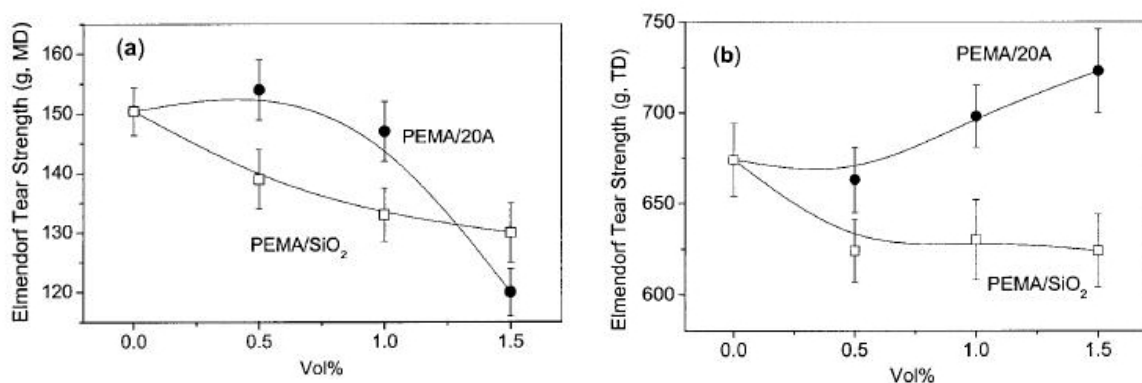 (a)
Elmendorf Tear Strength (g, MD)
160
150
140
130
120
PEMA/20A
PEMA/SiO₂
0.0 0.5 1.0 1.5
Vol%
(b)
Elmendorf Tear Strength (g, TD)
750
700
650
600
PEMA/20A
PEMA/SiO₂
0.0 0.5 1.0 1.5
Vol%